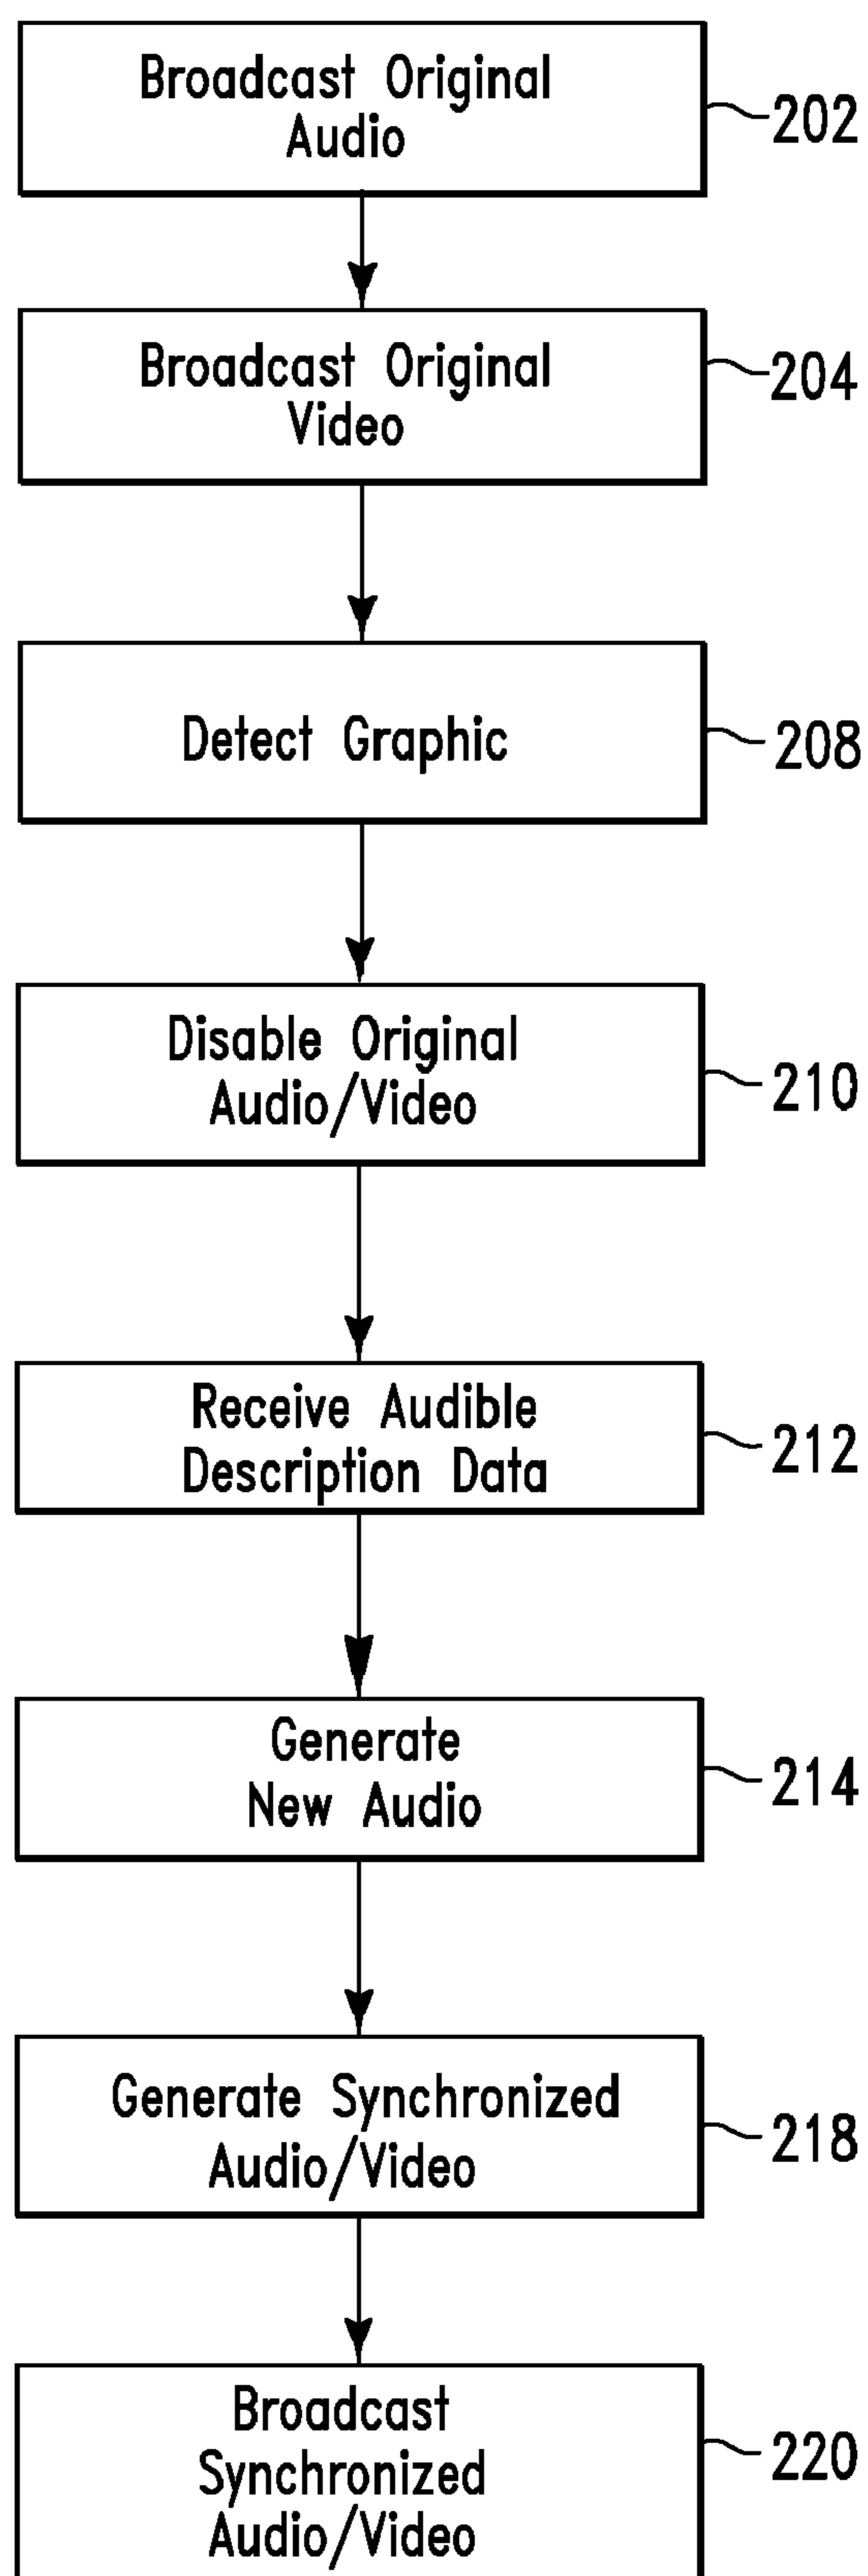 Broadcast Original
Audio
202
Broadcast Original
Video
204
Detect Graphic
208
Disable Original
Audio/Video
210
Receive Audible
Description Data
212
Generate
New Audio
214
Generate Synchronized
Audio/Video
218
Broadcast
Synchronized
Audio/Video
220